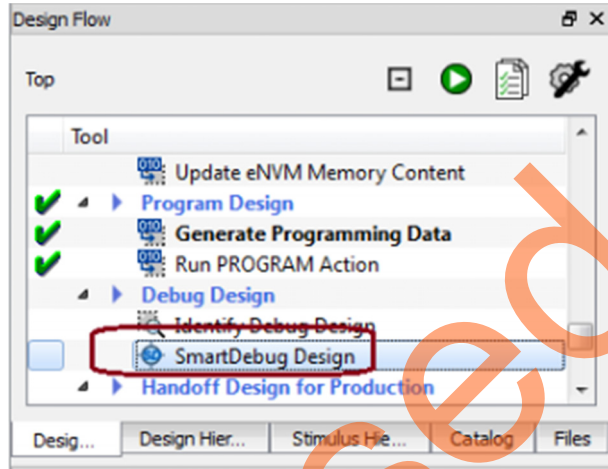 Design Flow
Top
Tool
Update eNVM Memory Content
Program Design
Generate Programming Data
Run PROGRAM Action
Debug Design
Identify Debug Design
SmartDebug Design
Handoff Design for Production
Desig... Design Hier... Stimulus Hie... Catalog Files